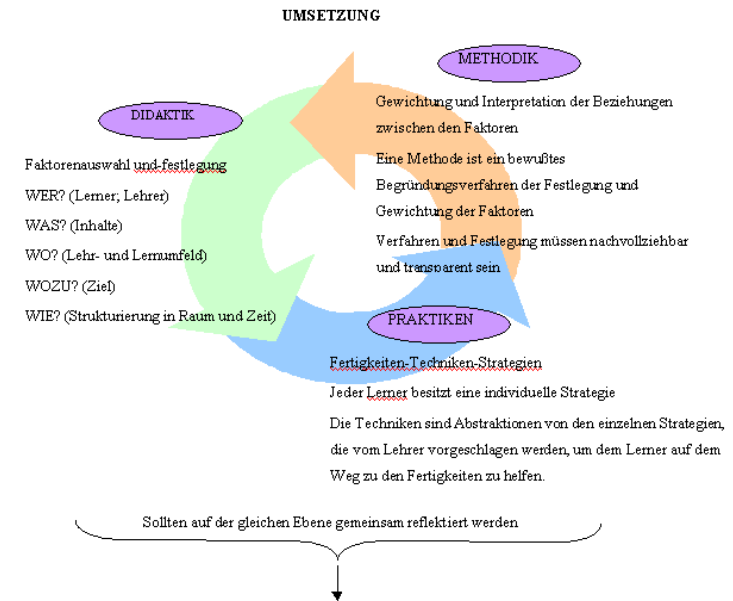 UMSETZUNG
DIDAKTIK
Faktorenauswahl und-festlegung
WER? (Lerner; Lehrer)
WAS? (Inhalte)
WO? (Lehr- und Lernumfeld)
WOZU? (Ziel)
WIE? (Strukturierung in Raum und Zeit)
METHODIK
Gewichtung und Interpretation der Beziehungen
zwischen den Faktoren
Eine Methode ist ein bewußtes
Begründungsverfahren der Festlegung und
Gewichtung der Faktoren
Verfahren und Festlegung müssen nachvollziehbar
und transparent sein
PRAKTIKEN
Fertigkeiten-Techniken-Strategien
Jeder Lerner besitzt eine individuelle Strategie
Die Techniken sind Abstraktionen von den einzelnen Strategien,
die vom Lehrer vorgeschlagen werden, um dem Lerner auf dem
Weg zu den Fertigkeiten zu helfen.
Sollten auf der gleichen Ebene gemeinsam reflektiert werden